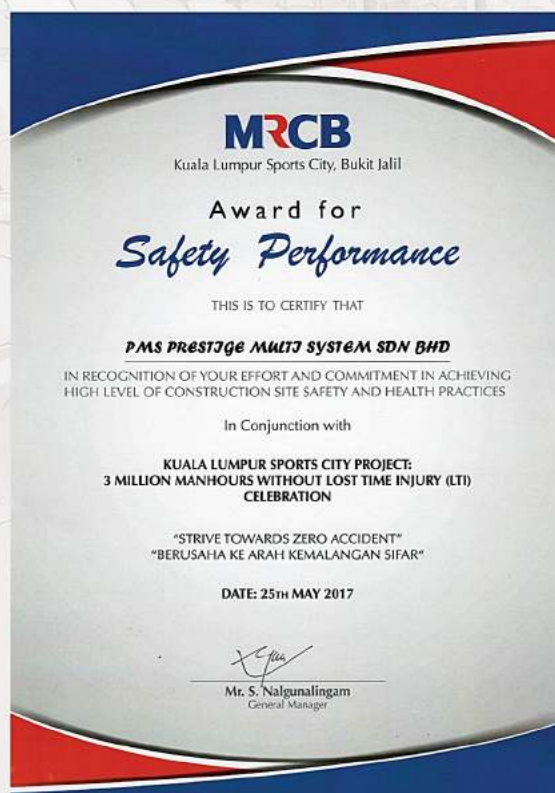 MRCB
Kuala Lumpur Sports City, Bukit Jalil
Award for
Safety Performance
THIS IS TO CERTIFY THAT
PMS PRESTIGE MULTI SYSTEM SDN BHD
IN RECOGNITION OF YOUR EFFORT AND COMMITMENT IN ACHIEVING
HIGH LEVEL OF CONSTRUCTION SITE SAFETY AND HEALTH PRACTICES
In Conjunction with
KUALA LUMPUR SPORTS CITY PROJECT:
3 MILLION MANHOURS WITHOUT LOST TIME INJURY (LTI)
CELEBRATION
"STRIVE TOWARDS ZERO ACCIDENT"
"BERUSAHA KE ARAH KEMALANGAN SIFAR"
DATE: 25TH MAY 2017
Mr. S. Nalgunalingam
General Manager